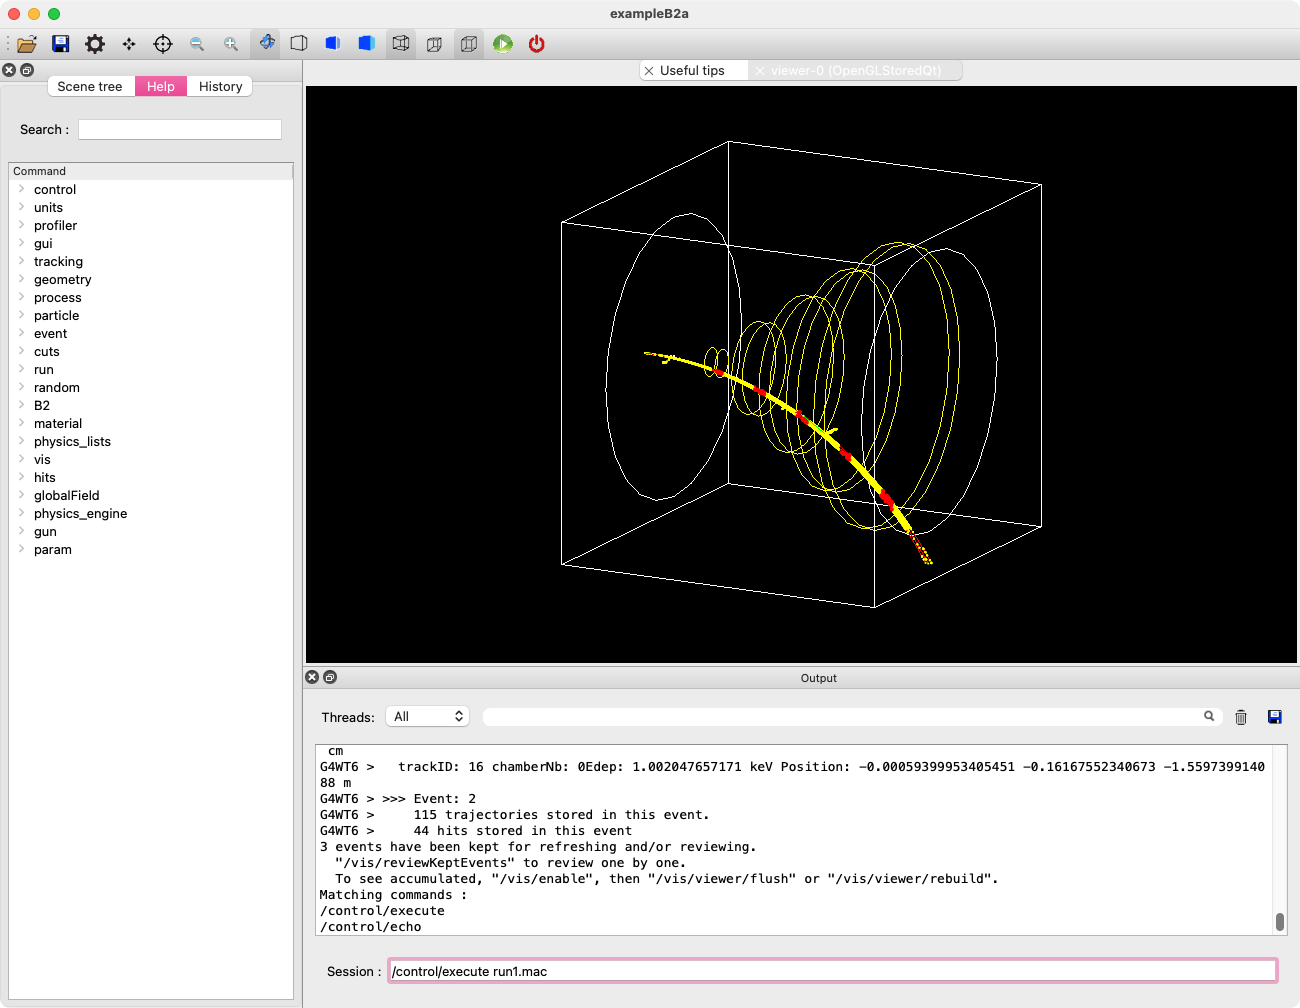 exampleB2a
Scene tree
Help
History
Search :
Command
control
units
profiler
gui
tracking
geometry
process
particle
event
cuts
run
random
B2
material
physics_lists
vis
hits
globalField
physics_engine
gun
param
Useful tips
viewer-0 (OpenGLStoredQt)
Output
Threads:
All
cm
G4WT6 >   trackID: 16 chamberNb: 0Edep: 1.002047657171 keV Position: -0.00059399953405451 -0.16167552340673 -1.5597399140
88 m
G4WT6 > >>> Event: 2
G4WT6 >     115 trajectories stored in this event.
G4WT6 >     44 hits stored in this event
3 events have been kept for refreshing and/or reviewing.
"/vis/reviewKeptEvents" to review one by one.
To see accumulated, "/vis/enable", then "/vis/viewer/flush" or "/vis/viewer/rebuild".
Matching commands :
/control/execute
/control/echo
Session :
/control/execute run1.mac